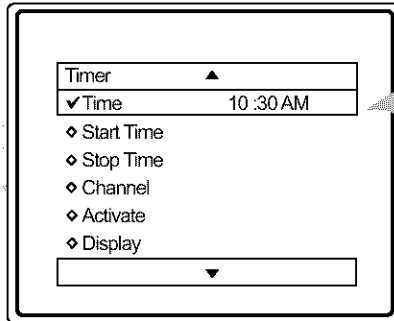 Timer ▲
✔Time 10 :30 AM
◆ Start Time
◆ Stop Time
◆ Channel
◆ Activate
◆ Display
▼